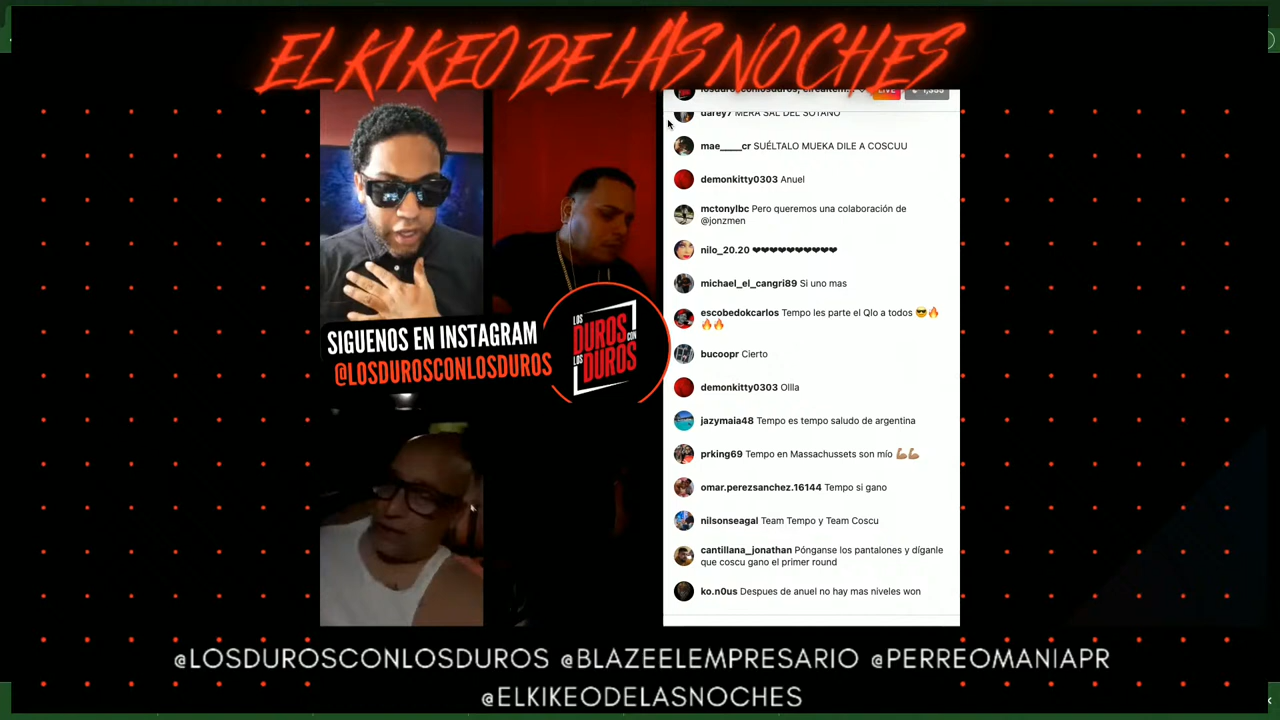 EL KIKEO DE LAS NOCHES
LIVE
darey7 MERA SAL DEL SOTANO
mae_____cr SUÉLTALO MUEKA DILE A COSCUU
demonkitty0303 Anuel
mctonylbc Pero queremos una colaboración de
@jonzmen
nilo_20.20 ❤❤❤❤❤❤❤❤❤❤
michael_el_cangri89 Si uno mas
escobedokcarlos Tempo les parte el Qlo a todos 😎🔥
🔥🔥
bucoopr Cierto
demonkitty0303 Ollla
jazymaia48 Tempo es tempo saludo de argentina
prking69 Tempo en Massachussets son mío 💪🏽💪🏽
omar.perezsanchez.16144 Tempo si gano
nilsonseagal Team Tempo y Team Coscu
cantillana_jonathan Pónganse los pantalones y díganle
que coscu gano el primer round
ko.n0us Despues de anuel no hay mas niveles won
SIGUENOS EN INSTAGRAM
@LOSDUROSCONLOSDUROS
LOS
DUROS CON
LOS DUROS
@LOSDUROSCONLOSDUROS @BLAZEELEMPRESARIO @PERREOMANIAPR
@ELKIKEODELASNOCHES